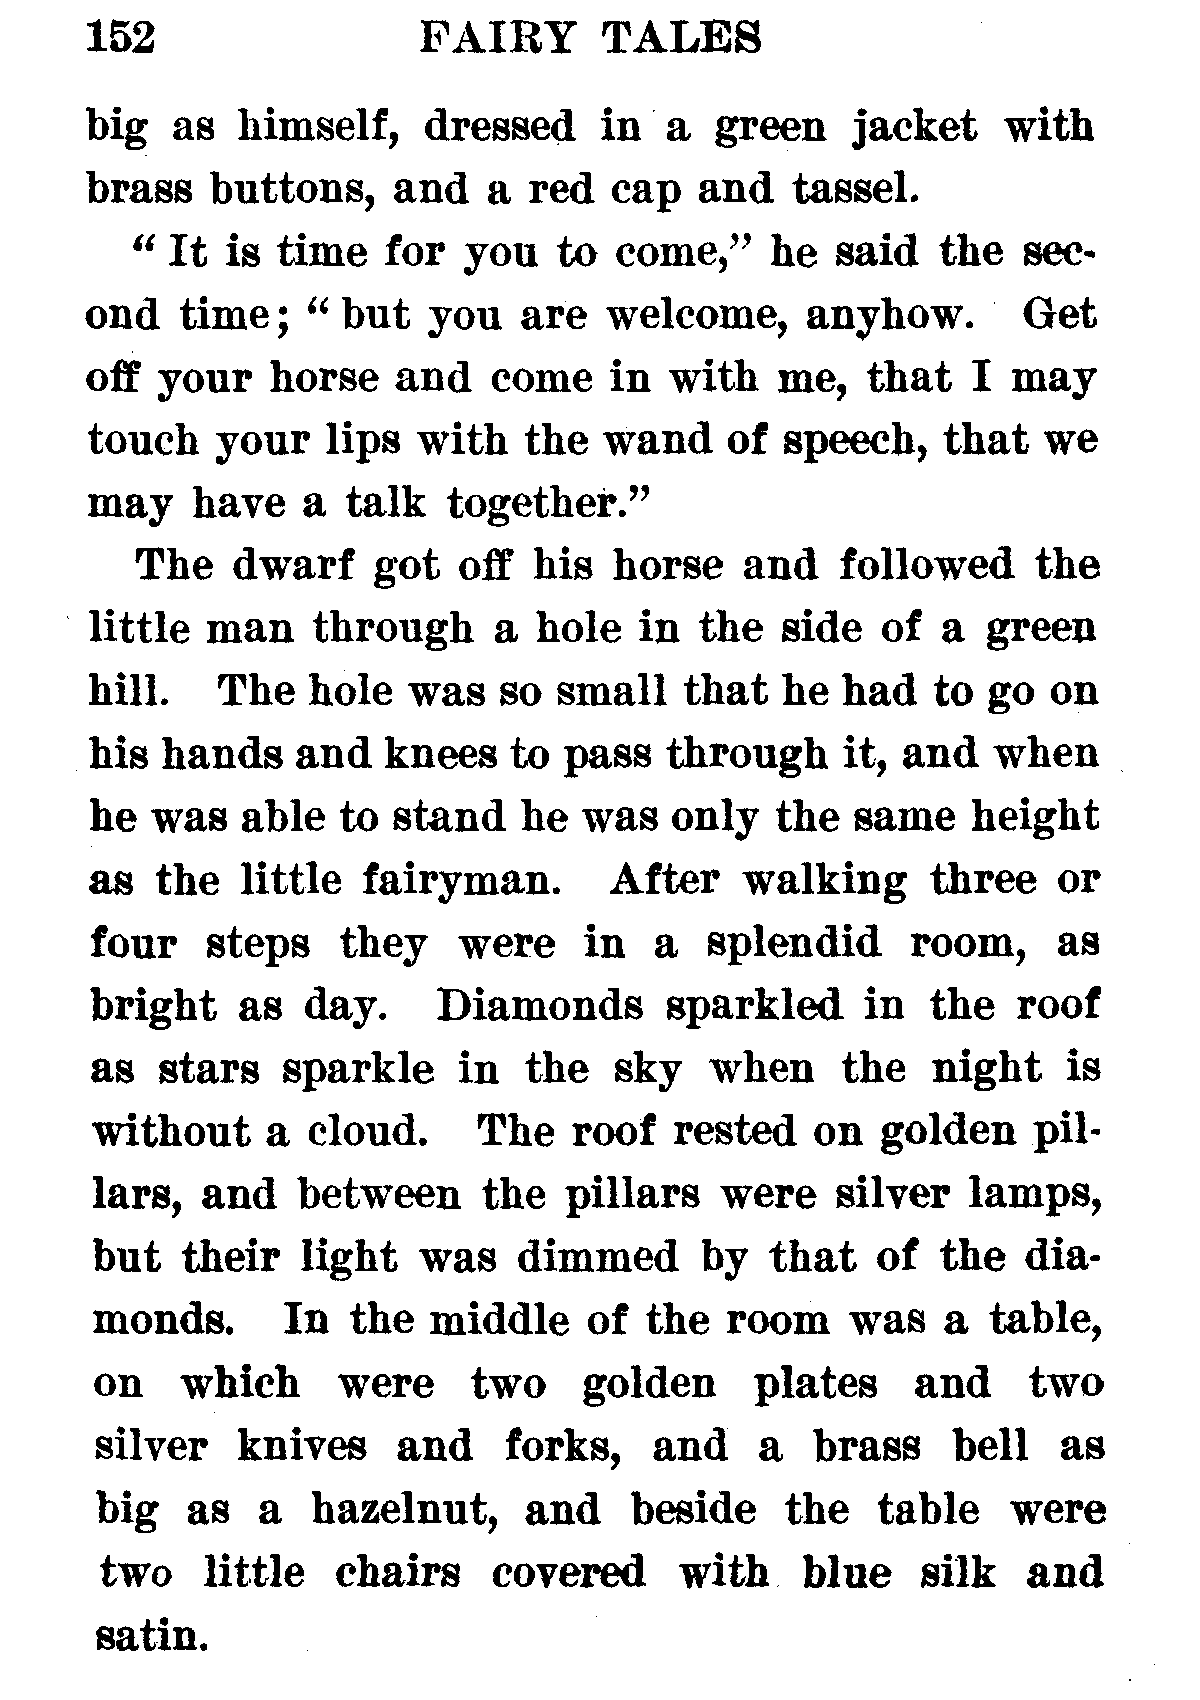 152 FAIRY TALES
big as himself, dressed in a green jacket with
brass buttons, and a red cap and tassel.
“ It is time for you to come,” he said the sec-
ond time; “ but you are welcome, anyhow. Get
off your horse and come in with me, that I may
touch your lips with the wand of speech, that we
may have a talk together.”
The dwarf got off his horse and followed the
little man through a hole in the side of a green
hill. The hole was so small that he had to go on
his hands and knees to pass through it, and when
he was able to stand he was only the same height
as the little fairyman. After walking three or
four steps they were in a splendid room, as
bright as day. Diamonds sparkled in the roof
as stars sparkle in the sky when the night is
without a cloud. The roof rested on golden pil-
lars, and between the pillars were silver lamps,
but their light was dimmed by that of the dia-
monds. In the middle of the room was a table,
on which were two golden plates and two
silver knives and forks, and a brass bell as
big as a hazelnut, and beside the table were
two little chairs covered with blue silk and
satin.